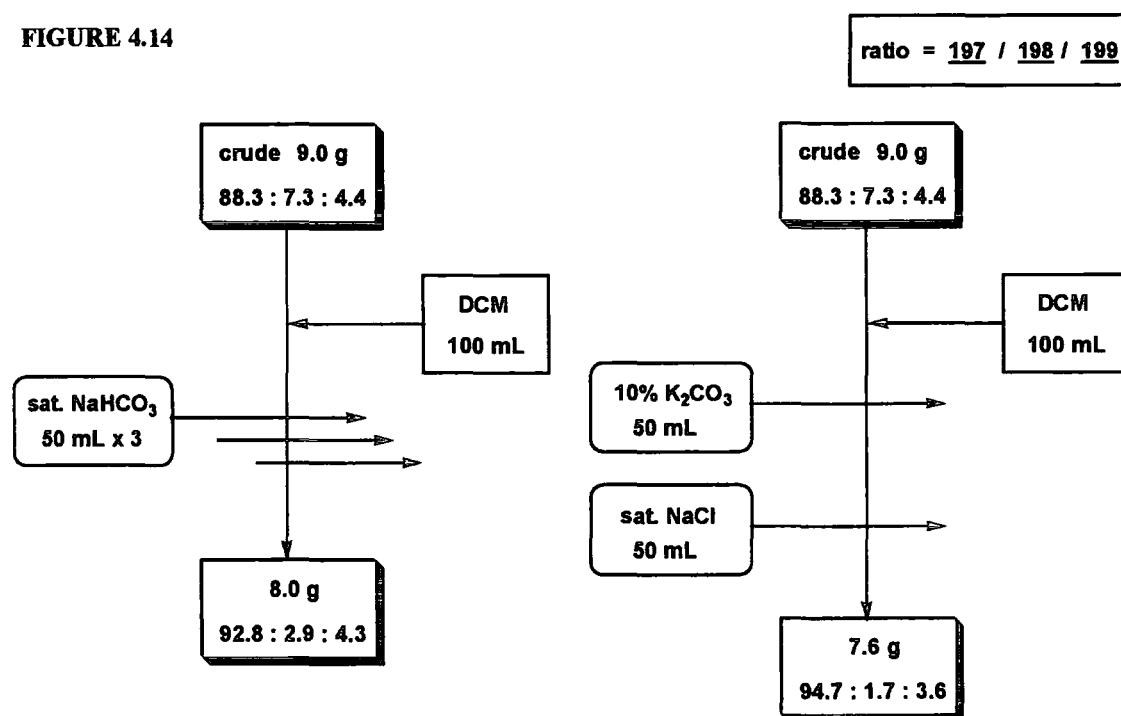 FIGURE 4.14
ratio = 197 / 198 / 199
crude 9.0 g
88.3 : 7.3 : 4.4
DCM
100 mL
sat. NaHCO₃
50 mL x 3
8.0 g
92.8 : 2.9 : 4.3
crude 9.0 g
88.3 : 7.3 : 4.4
DCM
100 mL
10% K₂CO₃
50 mL
sat. NaCl
50 mL
7.6 g
94.7 : 1.7 : 3.6